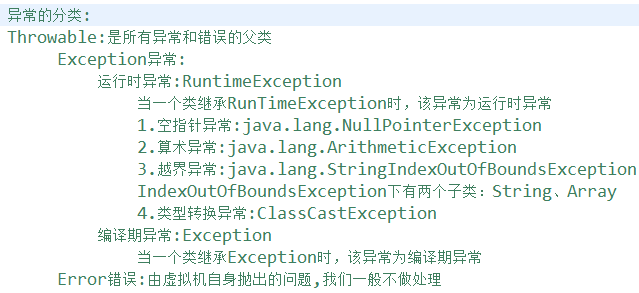 异常的分类:
Throwable:是所有异常和错误的父类
Exception异常:
运行时异常:RuntimeException
当一个类继承RunTimeException时，该异常为运行时异常
1.空指针异常:java.lang.NullPointerException
2.算术异常:java.lang.ArithmeticException
3.越界异常:java.lang.StringIndexOutOfBoundsException
IndexOutOfBoundsException下有两个子类：String、Array
4.类型转换异常:ClassCastException
编译期异常:Exception
当一个类继承Exception时，该异常为编译期异常
Error错误:由虚拟机自身抛出的问题,我们一般不做处理